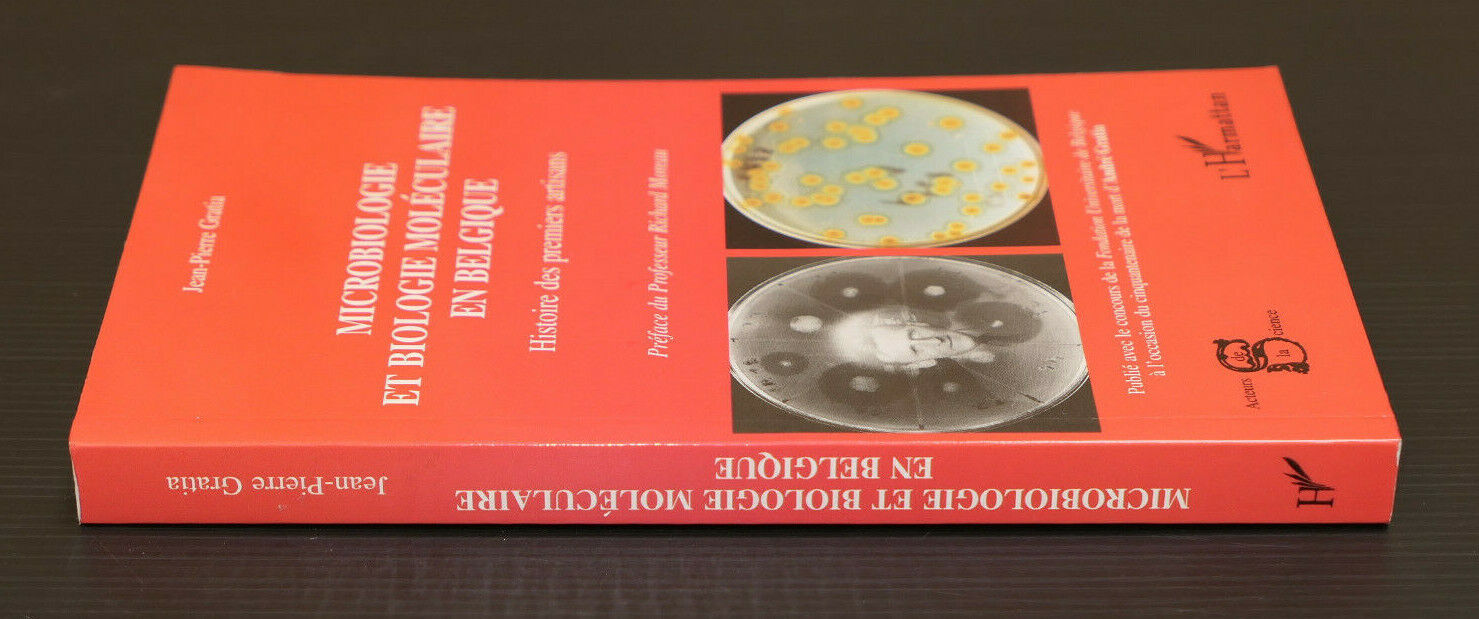 Jean-Pierre Gratia
MICROBIOLOGIE
ET BIOLOGIE MOLÉCULAIRE
EN BELGIQUE
Histoire des premiers artisans
Préface du Professeur Richard Moreau
Publié avec le concours de la Fondation Universitaire de Belgique
à l'occasion du cinquantenaire de la mort d'André Gratia
Acteurs
de
la
Science
L'Harmattan
Jean-Pierre Gratia
MICROBIOLOGIE ET BIOLOGIE MOLÉCULAIRE
EN BELGIQUE
H